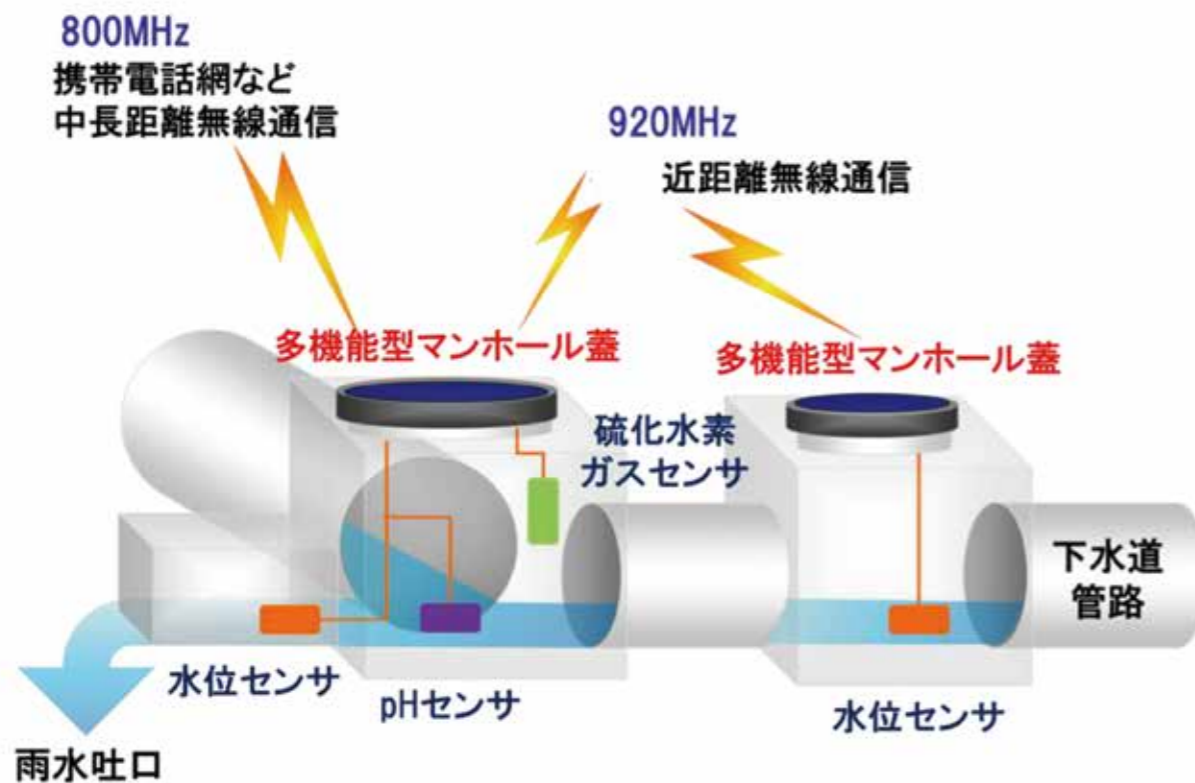 800MHz
携帯電話網など
中長距離無線通信
920MHz
近距離無線通信
多機能型マンホール蓋
多機能型マンホール蓋
硫化水素
ガスセンサ
下水道
管路
水位センサ
pHセンサ
水位センサ
雨水吐口